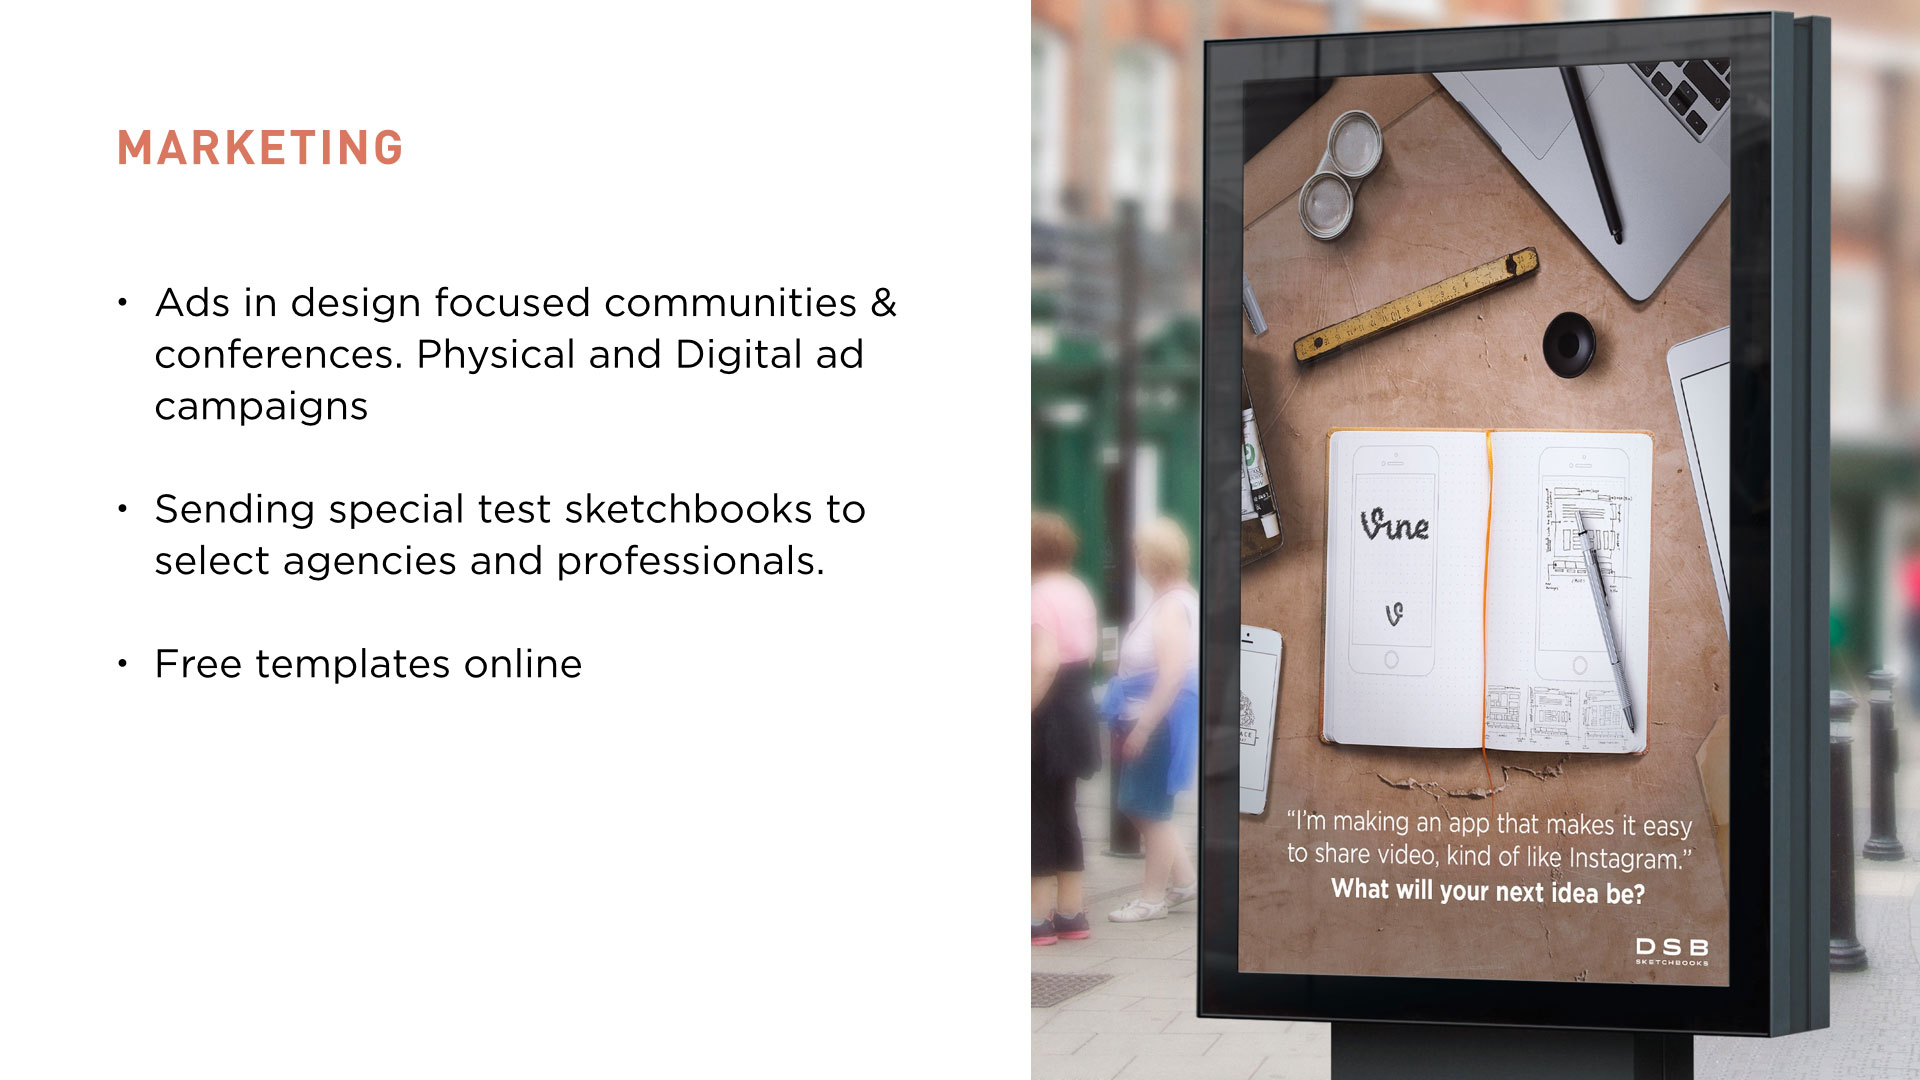 MARKETING
• Ads in design focused communities &
conferences. Physical and Digital ad
campaigns
• Sending special test sketchbooks to
select agencies and professionals.
• Free templates online
Vine
V
“I’m making an app that makes it easy
to share video, kind of like Instagram.”
What will your next idea be?
DSB
SKETCHBOOKS